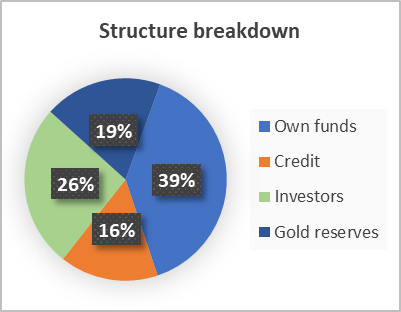 Structure breakdown
19%
39%
26%
16%
Own funds
Credit
Investors
Gold reserves